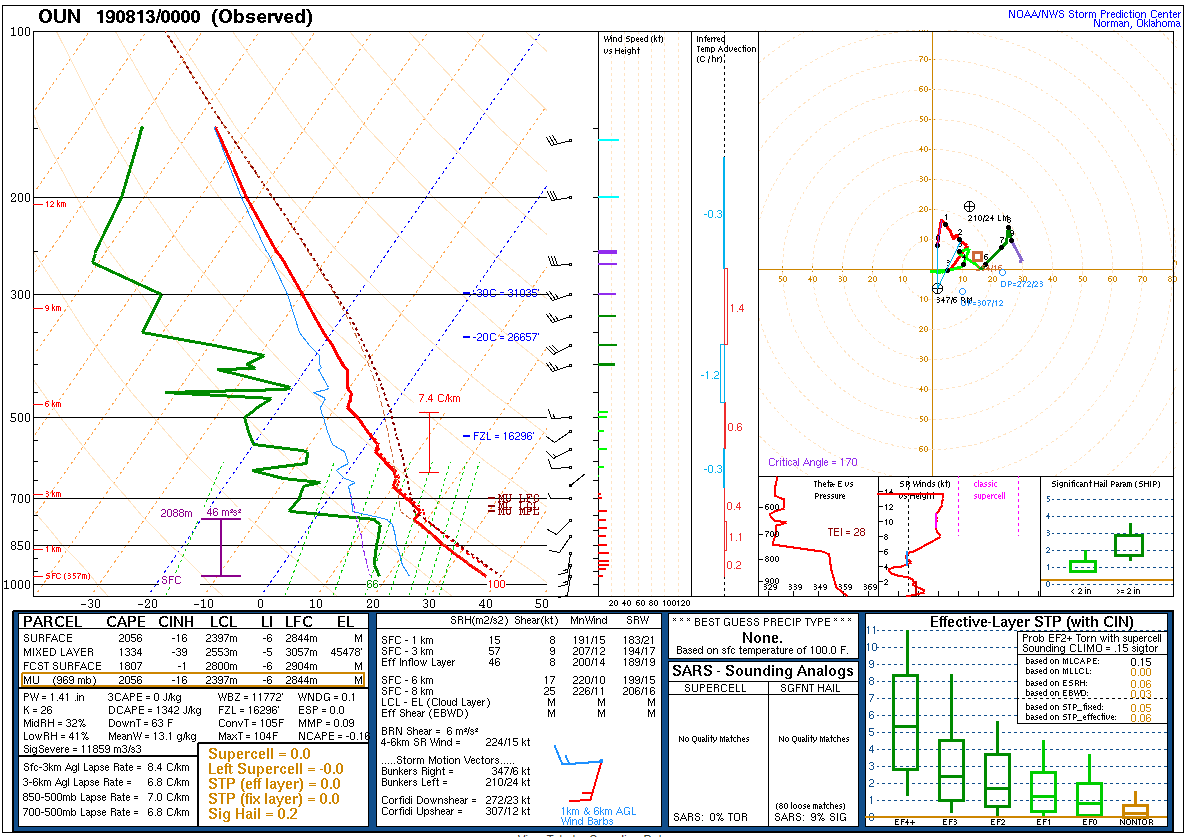 OUN 190813/0000 (Observed)
NOAA/NWS Storm Prediction Center
Norman, Oklahoma
100
200
300
500
700
850
1000
12 km
9 km
6 km
3 km
1 km
SFC (357m)
-30C = 31035'
-20C = 26657'
7.4 C/km
FZL = 16296'
2088m
46 m²s²
SFC
66
100
-30 -20 -10 0 10 20 30 40 50
Wind Speed (kt)
vs Height
20 40 60 80 100120
Inferred
Temp Advection
(C /hr)
-0.3
1.4
-1.2
0.6
-0.3
0.4
1.1
0.2
70
60
50
40
30
20
10
50 40 30 20 10 10 20 30 40 50 60 70 80
10
20
30
40
50
60
210/24 LM
347/6 RM
DP=272/23
Critical Angle = 170
Theta-E vs
Pressure
TEI = 28
600
700
800
900
329 339 349 359 369
SR Winds (kt)
vs Height
classic
supercell
14
12
10
8
6
4
2
Significant Hail Param (SHIP)
5
4
3
2
1
0
< 2 in >= 2 in
PARCEL CAPE CINH LCL LI LFC EL
SURFACE 2056 -16 2397m -6 2844m M
MIXED LAYER 1334 -39 2553m -5 3057m 45478'
FCST SURFACE 1807 -1 2800m -6 2904m M
MU (969 mb) 2056 -16 2397m -6 2844m M
PW = 1.41 .in 3CAPE = 0 J/kg WBZ = 11772' WNDG = 0.1
K = 26 DCAPE = 1342 J/kg FZL = 16296' ESP = 0.0
MidRH = 32% DownT = 63 F ConvT = 105F MMP = 0.09
LowRH = 41% MeanW = 13.1 g/kg MaxT = 104F NCAPE = -0.16
SigSevere = 11859 m3/s3
Sfc-3km Agl Lapse Rate = 8.4 C/km
3-6km Agl Lapse Rate = 6.8 C/km
850-500mb Lapse Rate = 7.0 C/km
700-500mb Lapse Rate = 6.8 C/km
Supercell = 0.0
Left Supercell = -0.0
STP (eff layer) = 0.0
STP (fix layer) = 0.0
Sig Hail = 0.2
SRH(m2/s2) Shear(kt) MnWind SRW
SFC - 1 km 15 8 191/15 183/21
SFC - 3 km 57 9 207/12 194/17
Eff Inflow Layer 46 8 200/14 189/19
SFC - 6 km 17 220/10 199/15
SFC - 8 km 25 226/11 206/16
LCL - EL (Cloud Layer) M M M
Eff Shear (EBWD) M M M
BRN Shear = 6 m²/s²
4-6km SR Wind = 224/15 kt
.....Storm Motion Vectors.....
Bunkers Right = 347/6 kt
Bunkers Left = 210/24 kt
Corfidi Downshear = 272/23 kt
Corfidi Upshear = 307/12 kt
1km & 6km AGL
Wind Barbs
* * * BEST GUESS PRECIP TYPE * * *
None.
Based on sfc temperature of 100.0 F.
SARS - Sounding Analogs
SUPERCELL SGFNT HAIL
No Quality Matches No Quality Matches
(80 loose matches)
SARS: 0% TOR SARS: 9% SIG
Effective-Layer STP (with CIN)
11
10
9
8
7
6
5
4
3
2
1
0
Prob EF2+ Torn with supercell
Sounding CLIMO = .15 sigtor
based on MLCAPE: 0.15
based on MLLCL: 0.00
based on ESRH: 0.06
based on EBWD: 0.00
based on STP_fixed: 0.05
based on STP_effective: 0.06
EF4+ EF3 EF2 EF1 EF0 NONTOR